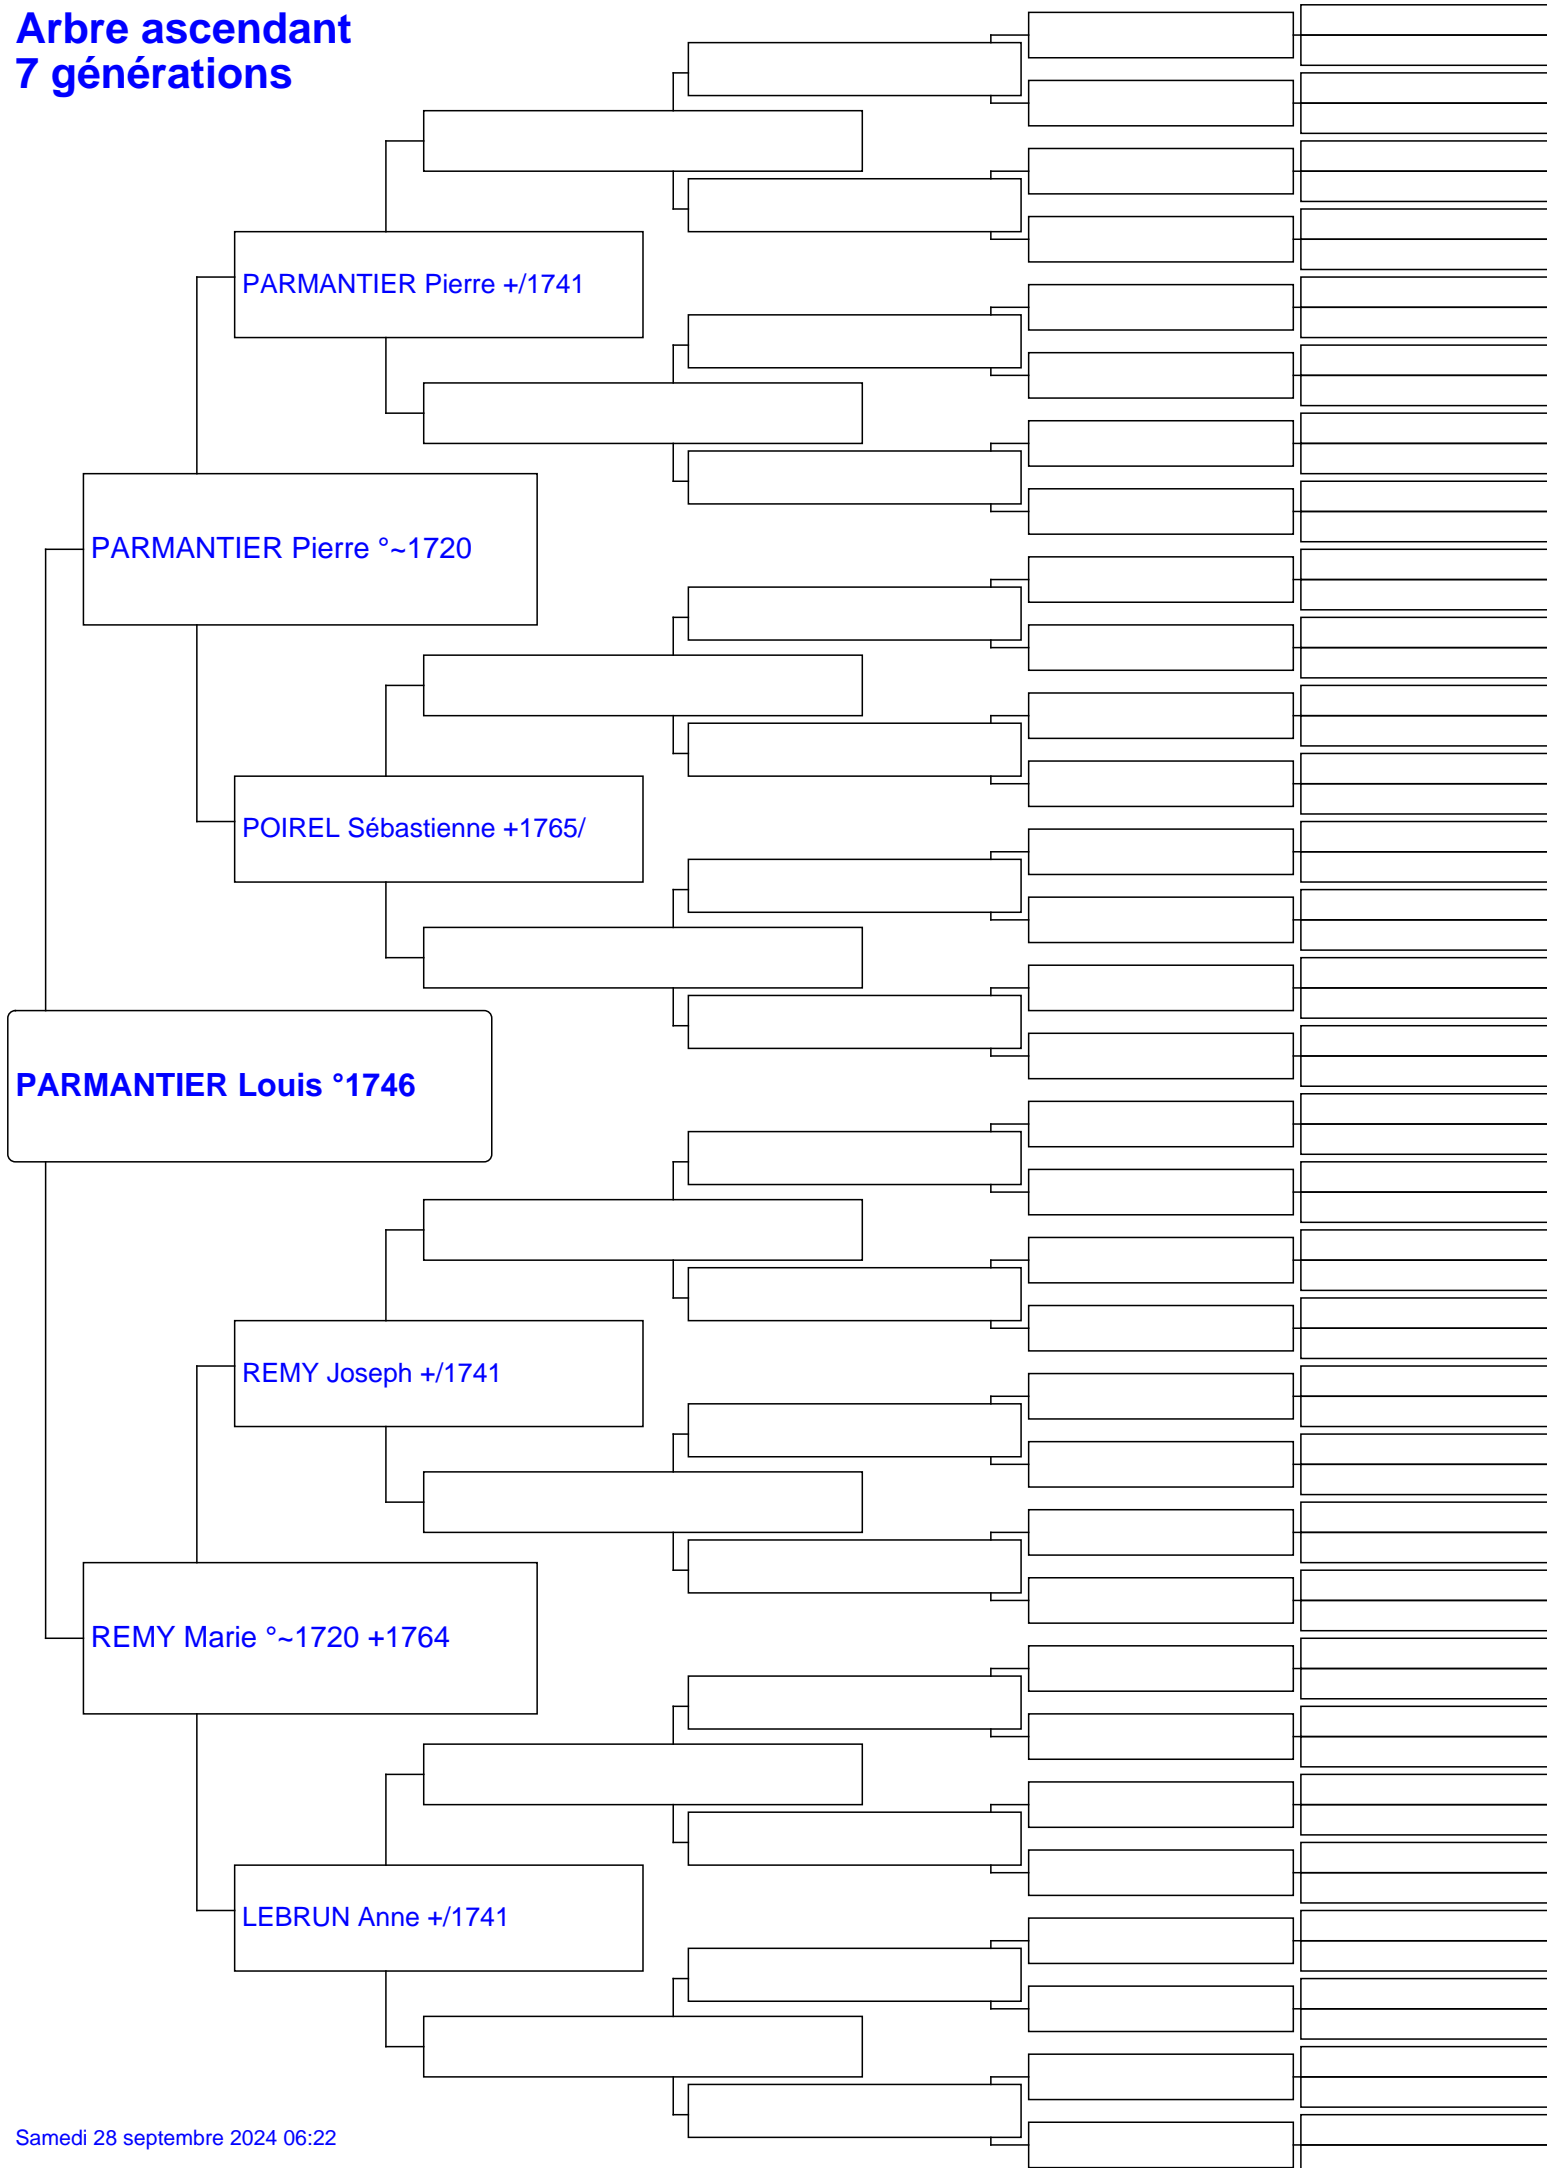 Arbre ascendant
7 générations
PARMANTIER Pierre +/1741
PARMANTIER Pierre °~1720
POIREL Sébastienne +1765/
PARMANTIER Louis °1746
REMY Joseph +/1741
REMY Marie °~1720 +1764
LEBRUN Anne +/1741
Samedi 28 septembre 2024 06:22